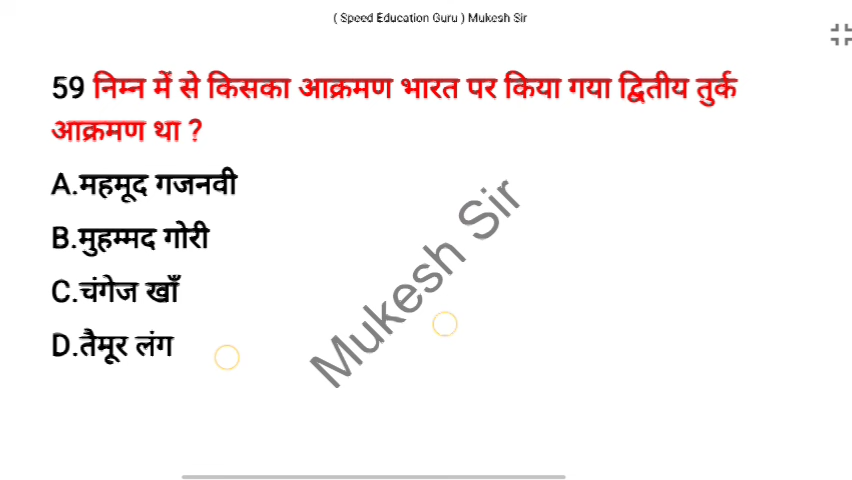 ( Speed Education Guru ) Mukesh Sir
59 निम्न में से किसका आक्रमण भारत पर किया गया द्वितीय तुर्क
आक्रमण था ?
A.महमूद गजनवी
B.मुहम्मद गोरी
C.चंगेज खाँ
D.तैमूर लंग
Mukesh Sir